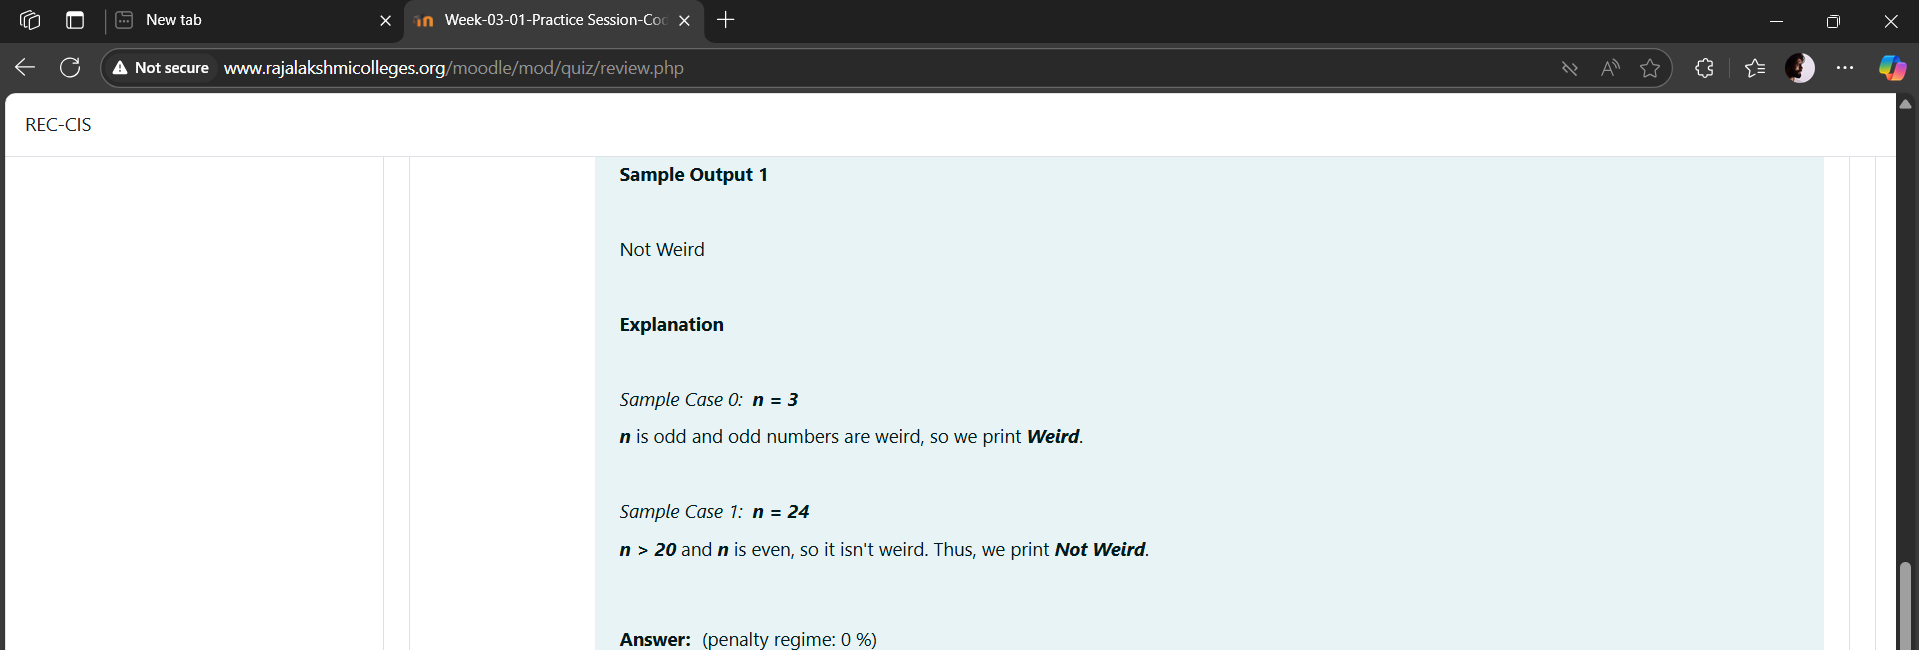 New tab
Week-03-01-Practice Session-Coc
Not secure www.rajalakshmicolleges.org/moodle/mod/quiz/review.php
REC-CIS
Sample Output 1
Not Weird
Explanation
Sample Case 0: n = 3
n is odd and odd numbers are weird, so we print Weird.
Sample Case 1: n = 24
n > 20 and n is even, so it isn't weird. Thus, we print Not Weird.
Answer: (penalty regime: 0 %)